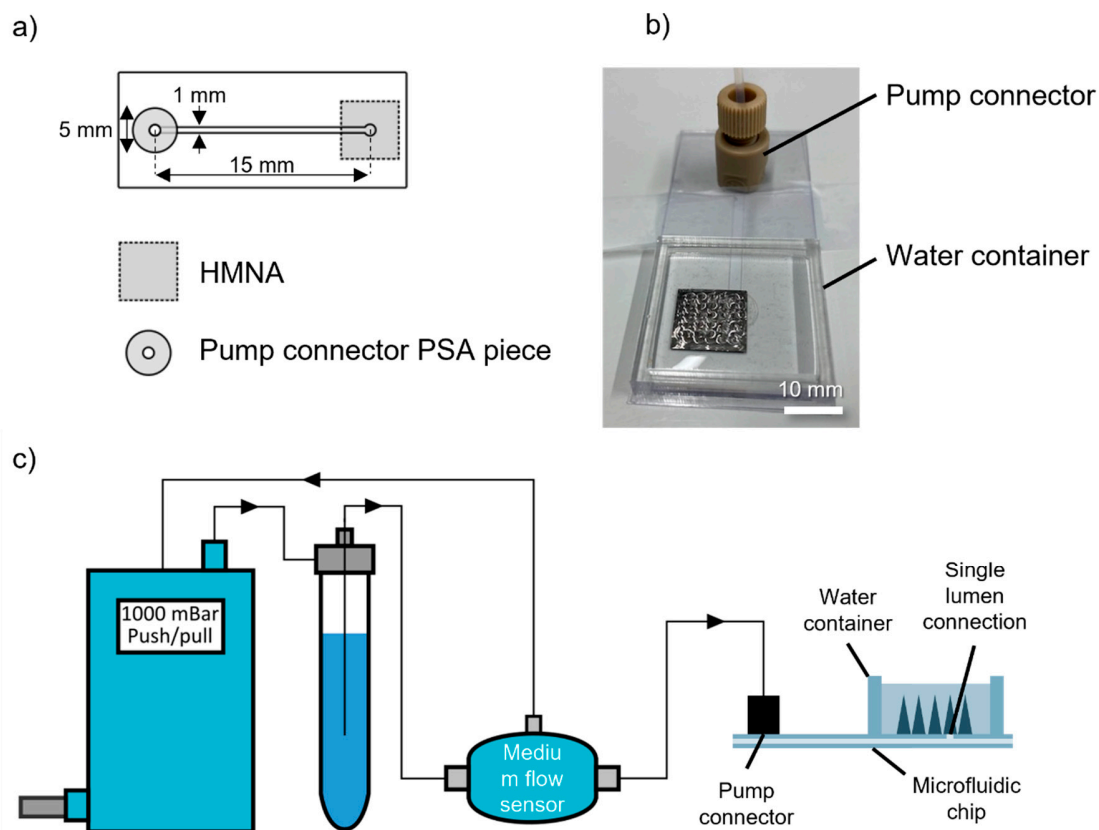 a)
1 mm
5 mm
15 mm
HMNA
Pump connector PSA piece
b)
Pump connector
Water container
10 mm
c)
1000 mBar
Push/pull
Mediu
m flow
sensor
Water
container
Single
lumen
connection
Pump
connector
Microfluidic
chip